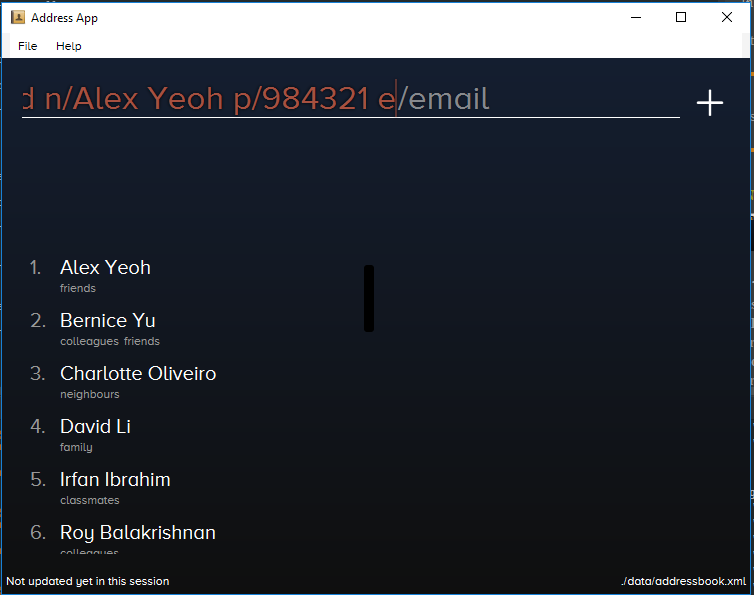 Address App
File Help
d n/Alex Yeoh p/984321 e/email
1. Alex Yeoh
friends
2. Bernice Yu
colleagues friends
3. Charlotte Oliveiro
neighbours
4. David Li
family
5. Irfan Ibrahim
classmates
6. Roy Balakrishnan
colleagues
Not updated yet in this session ./data/addressbook.xml